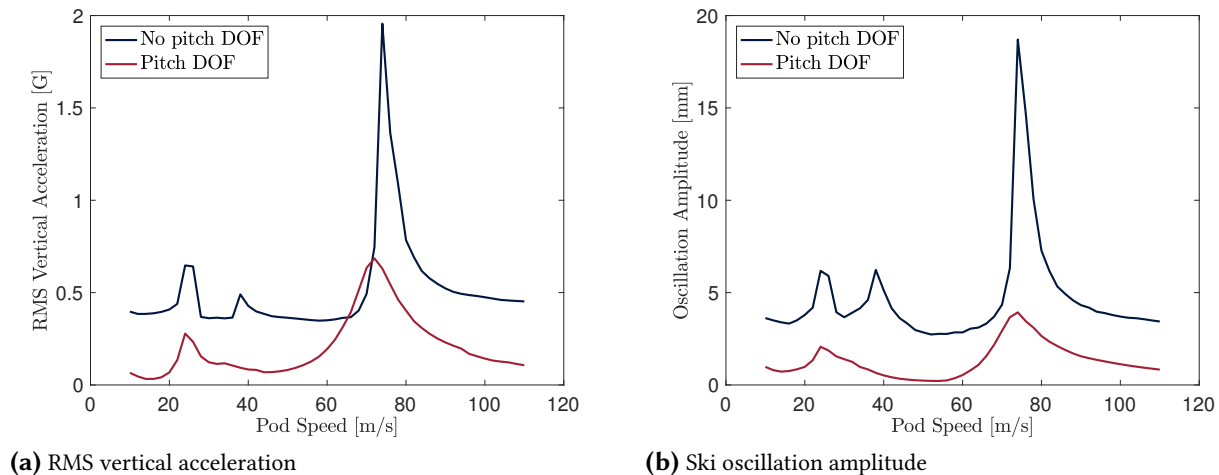 2
1.5
1
0.5
0
0 20 40 60 80 100 120
RMS Vertical Acceleration [G]
Pod Speed [m/s]
No pitch DOF
Pitch DOF
(a) RMS vertical acceleration
20
15
10
5
0
0 20 40 60 80 100 120
Oscillation Amplitude [mm]
Pod Speed [m/s]
No pitch DOF
Pitch DOF
(b) Ski oscillation amplitude